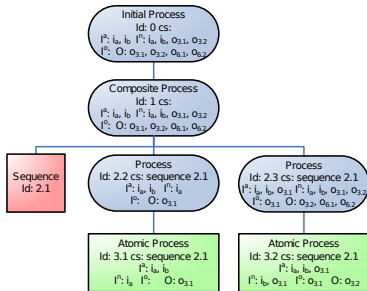 Initial Process
Id: 0 cs:
Iᵃ: iₐ, i_b Iⁿ: iₐ, i_b, o₃.₁, o₃.₂
Iᵒ: O: o₃.₁, o₃.₂, o₆.₁, o₆.₂
Composite Process
Id: 1 cs:
Iᵃ: iₐ, i_b Iⁿ: iₐ, i_b, o₃.₁, o₃.₂
Iᵒ: O: o₃.₁, o₃.₂, o₆.₁, o₆.₂
Sequence
Id: 2.1
Process
Id: 2.2 cs: sequence 2.1
Iᵃ: iₐ, i_b Iⁿ: iₐ
Iᵒ: O: o₃.₁
Process
Id: 2.3 cs: sequence 2.1
Iᵃ: iₐ, i_b, o₃.₁ Iⁿ: iₐ, i_b, o₃.₁, o₃.₂
Iᵒ: o₃.₁ O: o₃.₂, o₆.₁, o₆.₂
Atomic Process
Id: 3.1 cs: sequence 2.1
Iᵃ: iₐ, i_b
Iⁿ: iₐ Iᵒ: O: o₃.₁
Atomic Process
Id: 3.2 cs: sequence 2.1
Iᵃ: iₐ, i_b, o₃.₁
Iⁿ: i_b, o₃.₁ Iᵒ: o₃.₁ O: o₃.₂